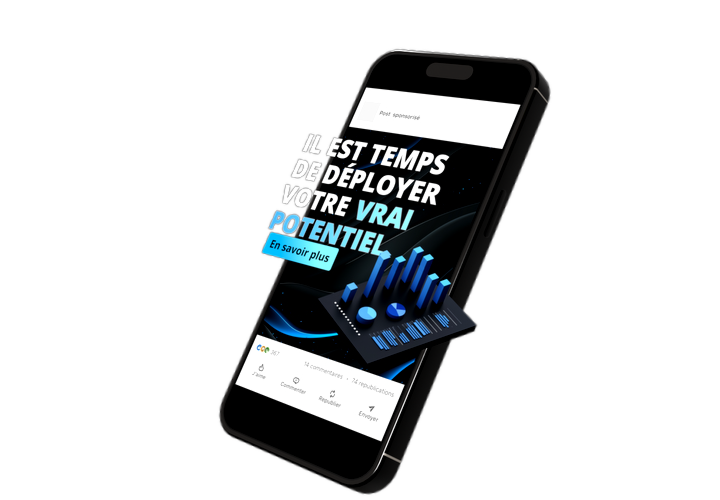 Post sponsorisé
IL EST TEMPS
DE DÉPLOYER
VOTRE VRAI
POTENTIEL
En savoir plus
367
14 commentaires • 74 republications
J'aime
Commenter
Republier
Envoyer